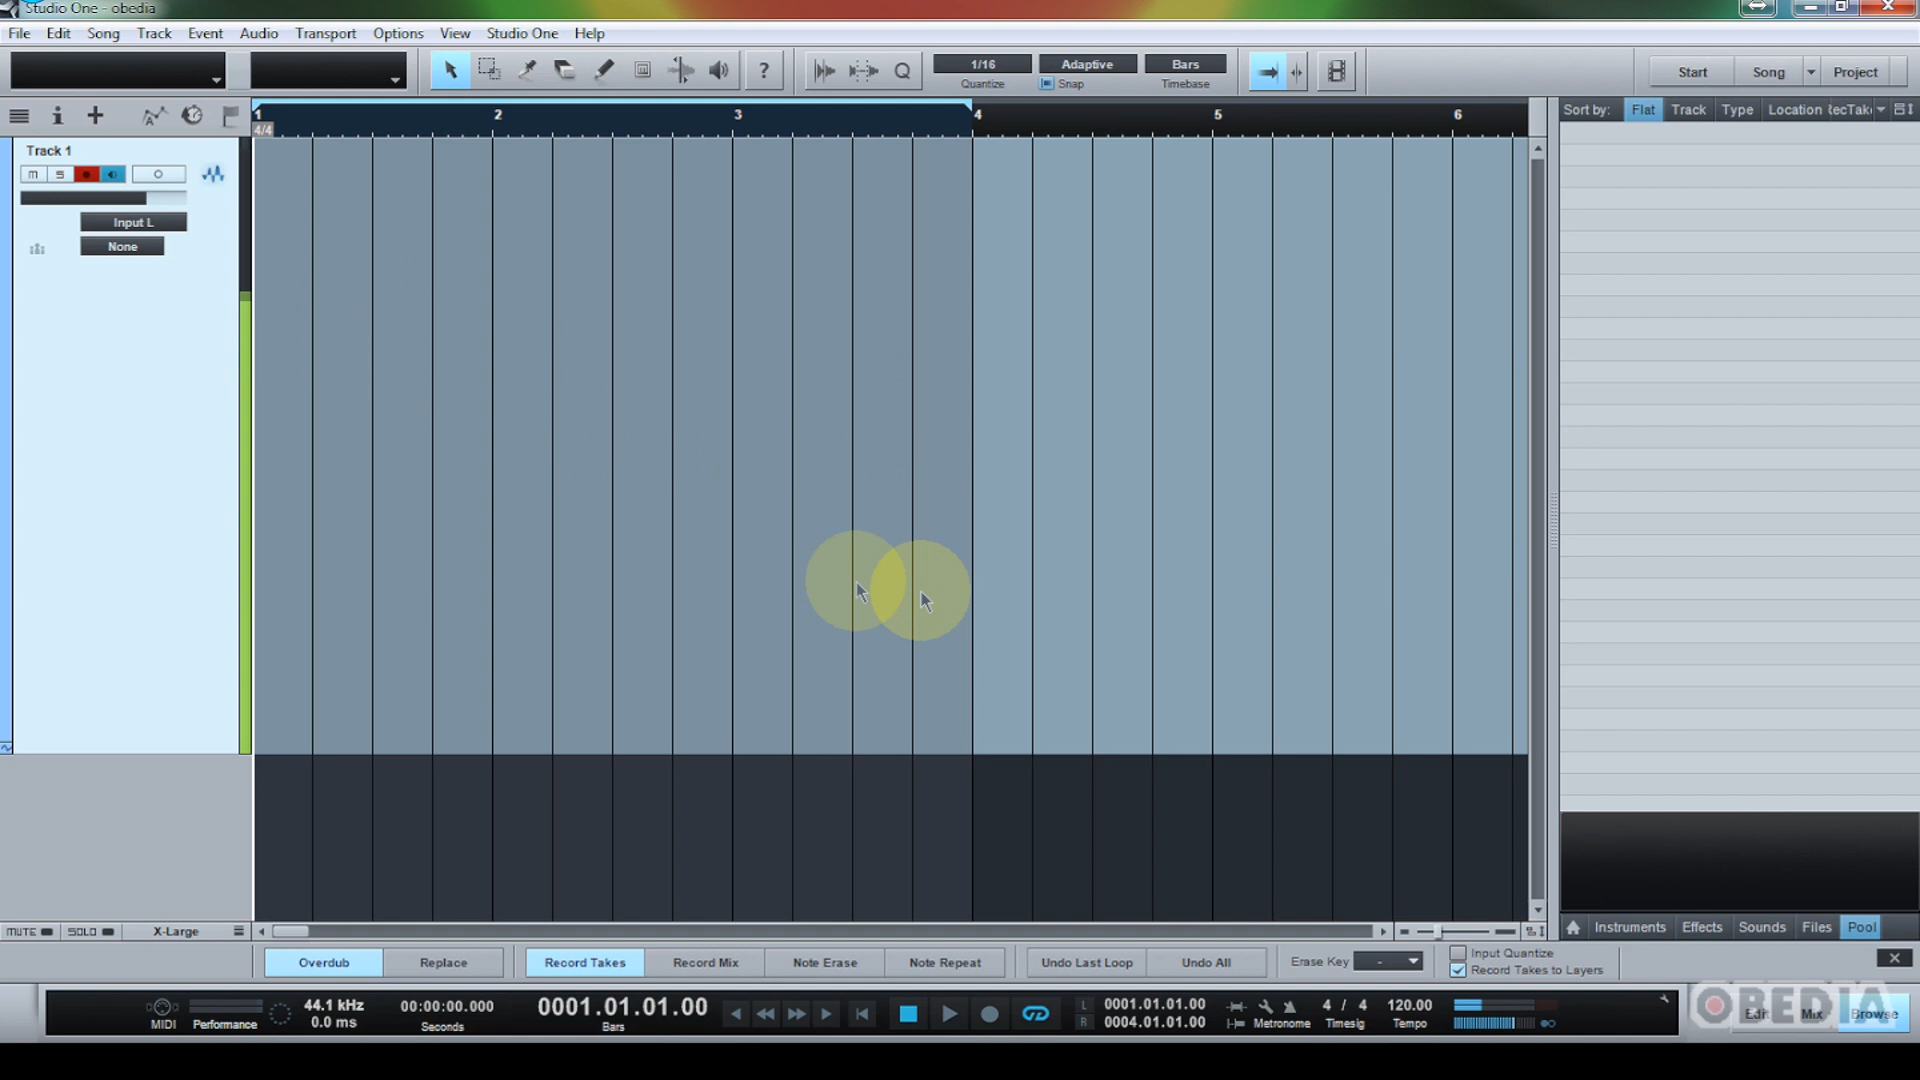 Studio One - obedia
File Edit Song Track Event Audio Transport Options View Studio One Help
? Q 1/16 Quantize Adaptive Snap Bars Timebase Start Song Project
1 2 3 4 5 6
4/4
Sort by: Flat Track Type Location
Track 1
m s
Input L
None
MUTE SOLO X-Large
Instruments Effects Sounds Files Pool
Overdub Replace Record Takes Record Mix Note Erase Note Repeat Undo Last Loop Undo All Erase Key - Input Quantize
Record Takes to Layers
MIDI Performance 44.1 kHz 0.0 ms 00:00:00.000 Seconds 0001.01.01.00 Bars
L 0001.01.01.00
R 0004.01.01.00
Metronome 4 / 4 Timesig 120.00 Tempo
OBEDIA
Edit Mix Browse